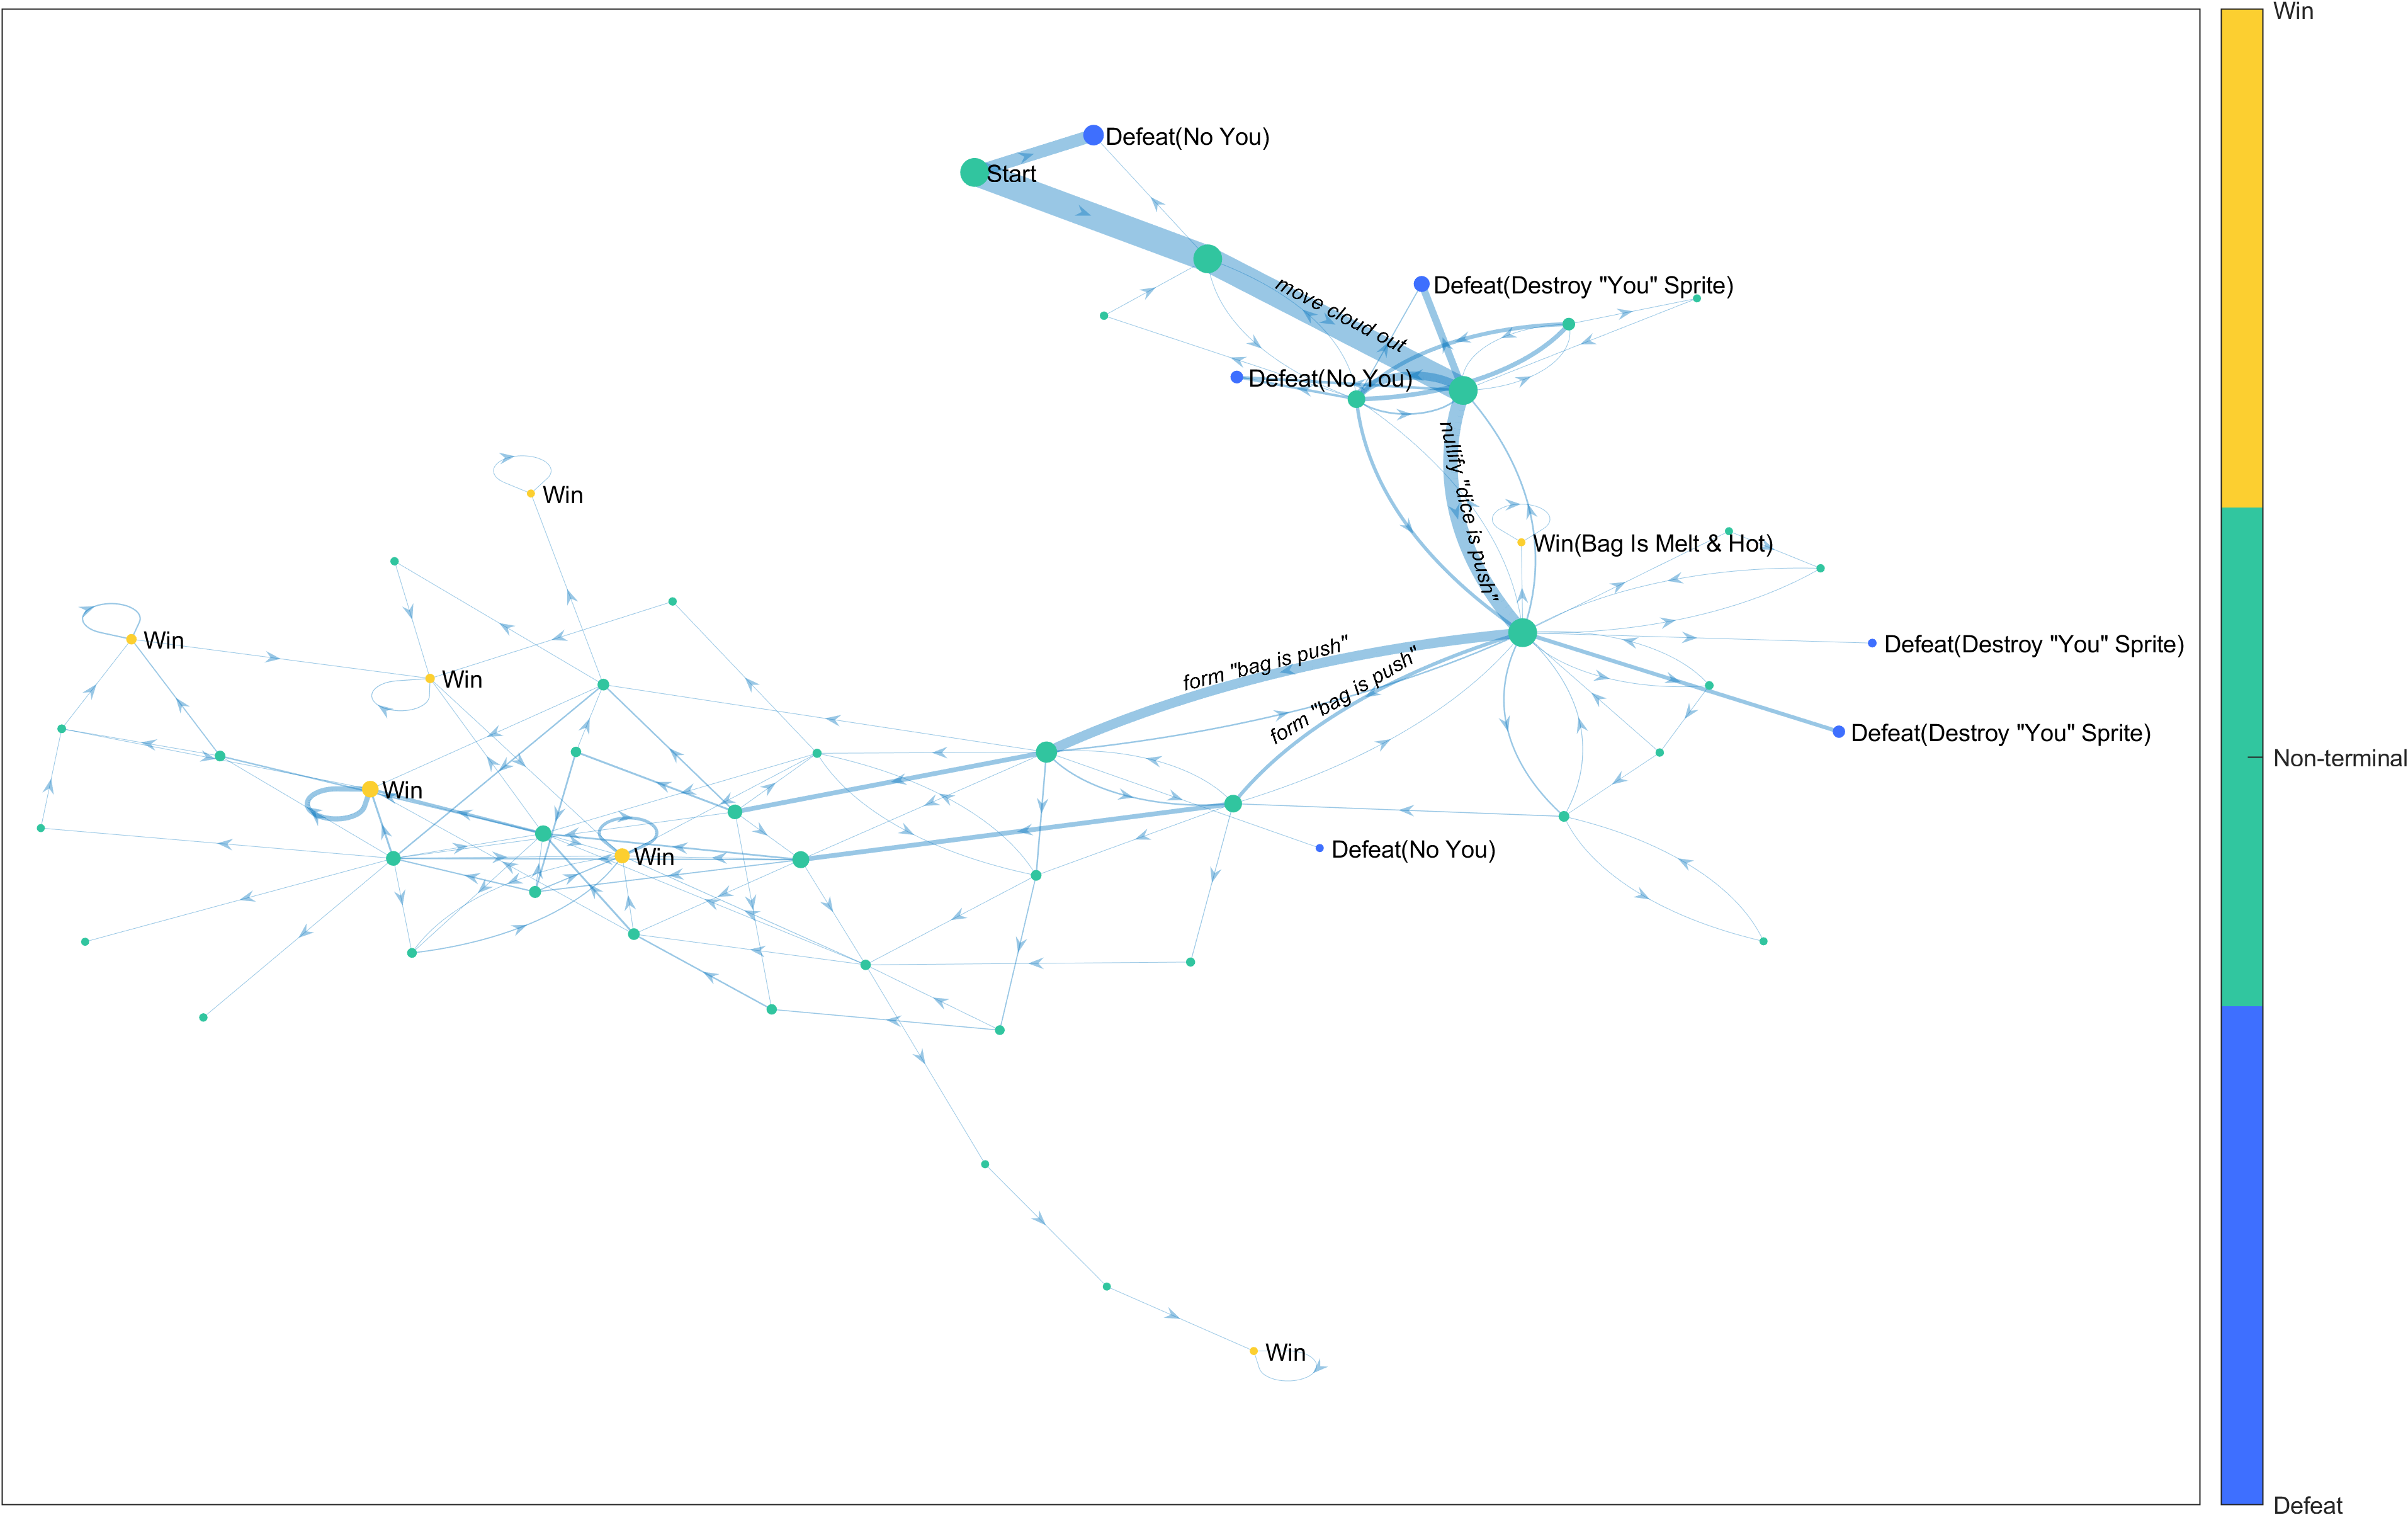 Win
Defeat(No You)
Start
move cloud out
Defeat(Destroy "You" Sprite)
Defeat(No You)
nullify "dice is push"
Win
Win(Bag Is Melt & Hot)
Win
Win
form "bag is push"
form "bag is push"
Defeat(Destroy "You" Sprite)
Defeat(Destroy "You" Sprite)
Non-terminal
Win
Win
Defeat(No You)
Win
Defeat